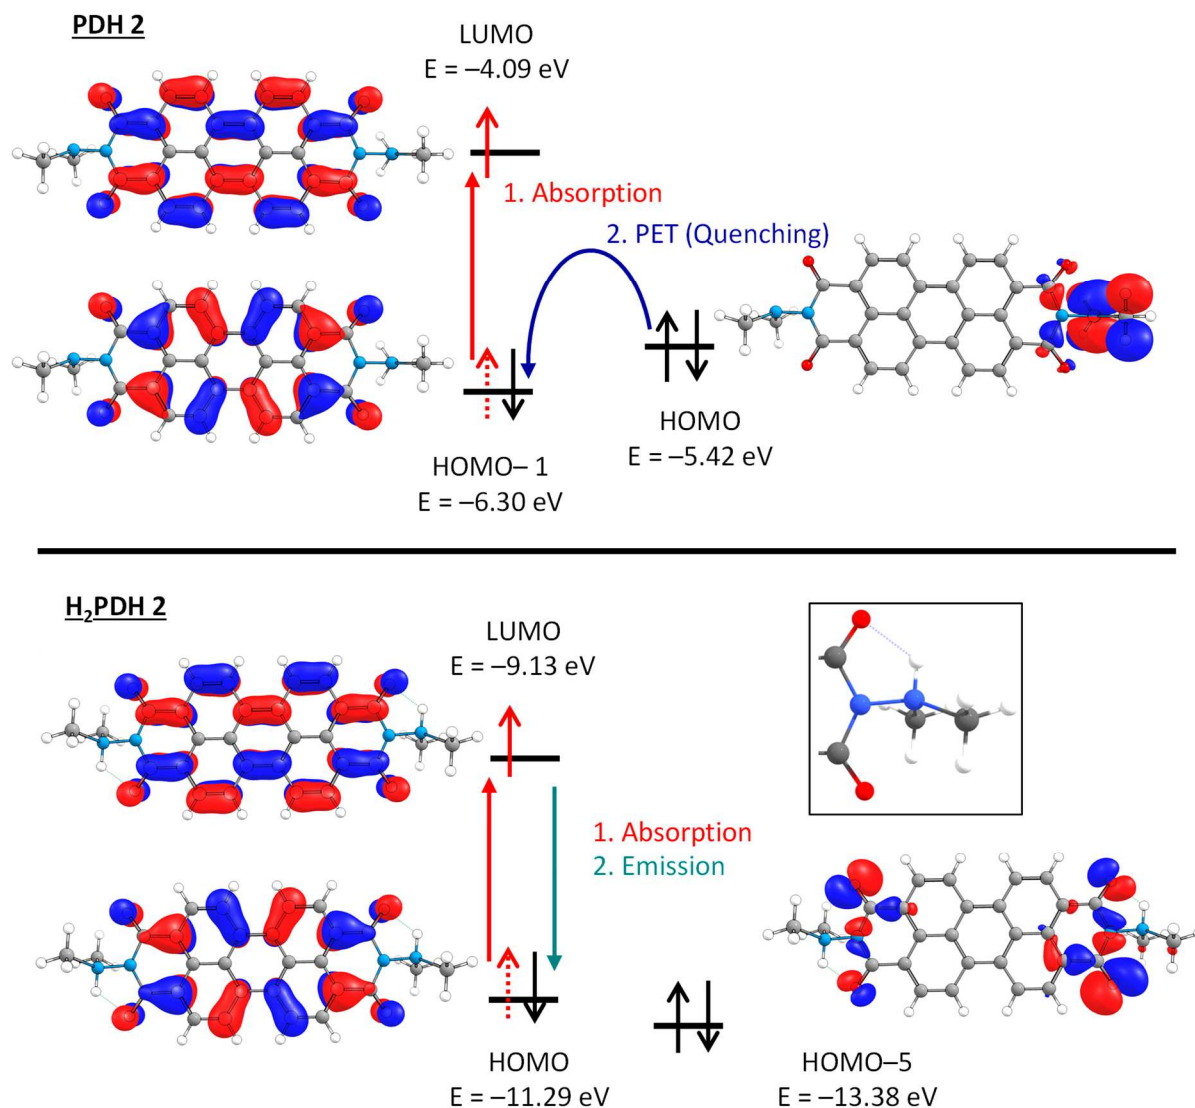 PDH 2
LUMO
E = –4.09 eV
1. Absorption
2. PET (Quenching)
HOMO
E = –5.42 eV
HOMO– 1
E = –6.30 eV
H₂PDH 2
LUMO
E = –9.13 eV
1. Absorption
2. Emission
HOMO
E = –11.29 eV
HOMO–5
E = –13.38 eV